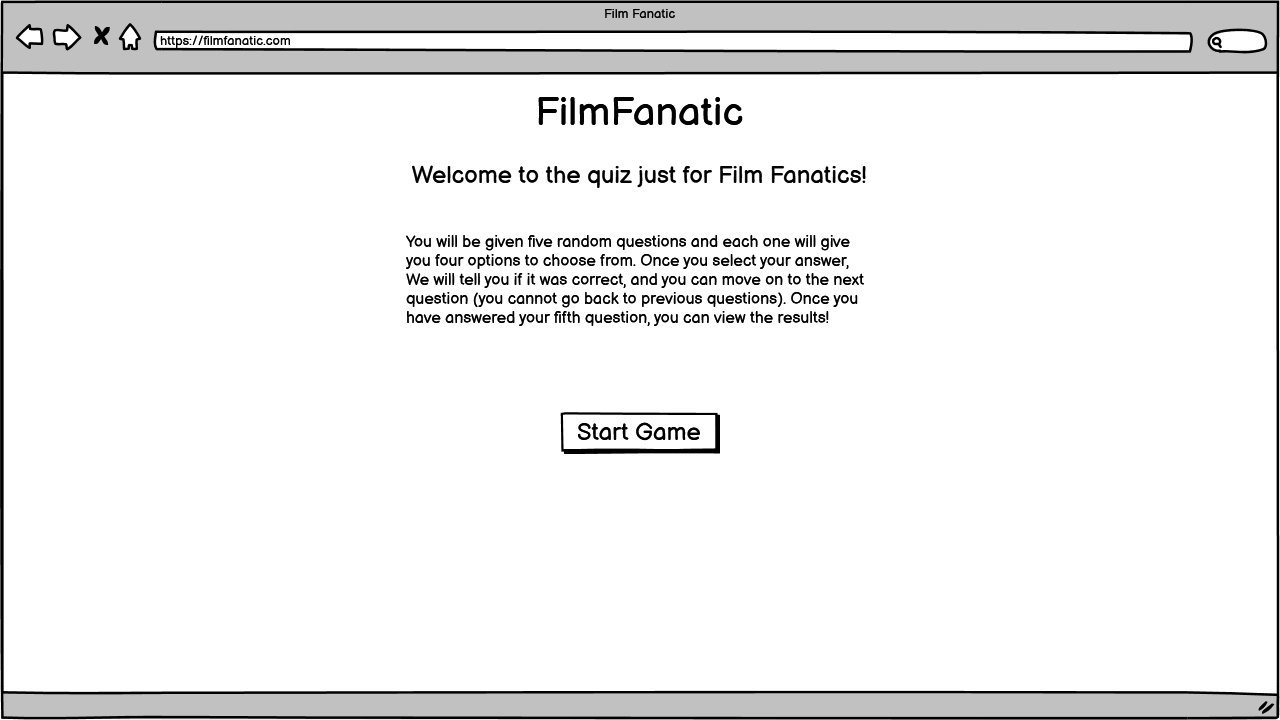 Film Fanatic
https://filmfanatic.com
FilmFanatic
Welcome to the quiz just for Film Fanatics!
You will be given five random questions and each one will give
you four options to choose from. Once you select your answer,
We will tell you if it was correct, and you can move on to the next
question (you cannot go back to previous questions). Once you
have answered your fifth question, you can view the results!
Start Game